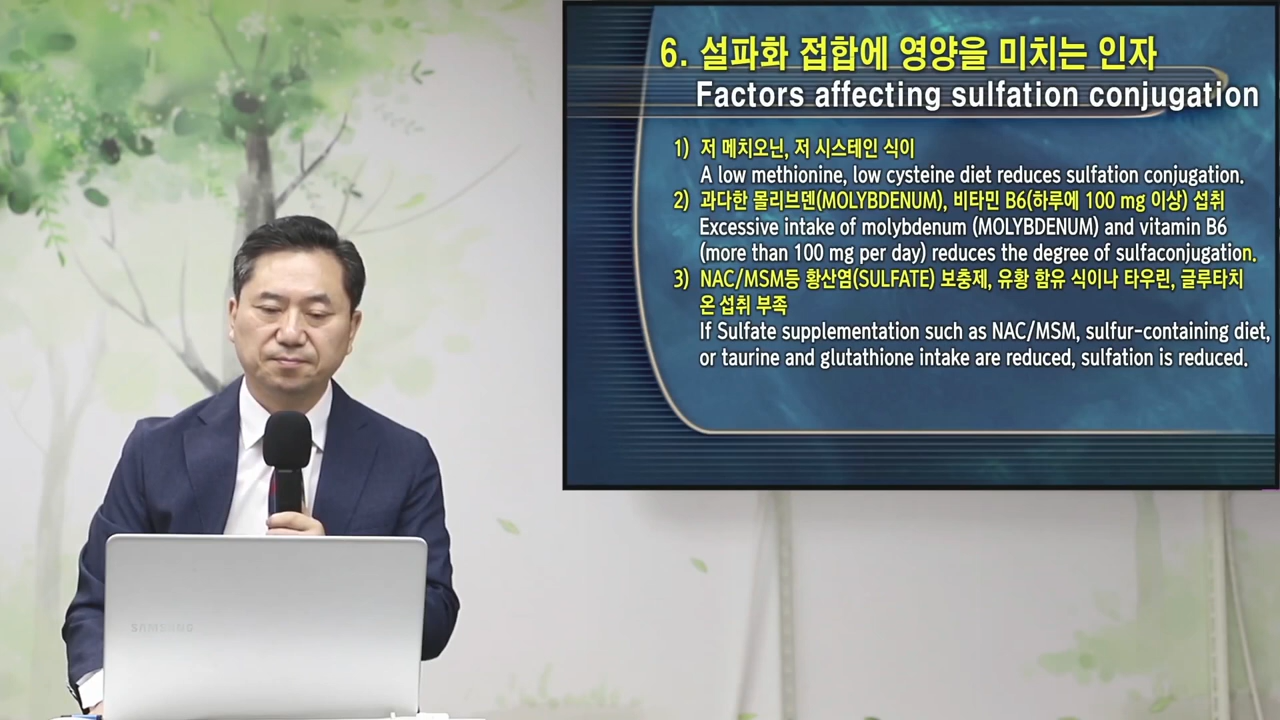 6. 설파화 접합에 영양을 미치는 인자
Factors affecting sulfation conjugation
1) 저 메치오닌, 저 시스테인 식이
A low methionine, low cysteine diet reduces sulfation conjugation.
2) 과다한 몰리브덴(MOLYBDENUM), 비타민 B6(하루에 100 mg 이상) 섭취
Excessive intake of molybdenum (MOLYBDENUM) and vitamin B6
(more than 100 mg per day) reduces the degree of sulfaconjugation.
3) NAC/MSM등 황산염(SULFATE) 보충제, 유황 함유 식이나 타우린, 글루타치
온 섭취 부족
If Sulfate supplementation such as NAC/MSM, sulfur-containing diet,
or taurine and glutathione intake are reduced, sulfation is reduced.
SAMSUNG